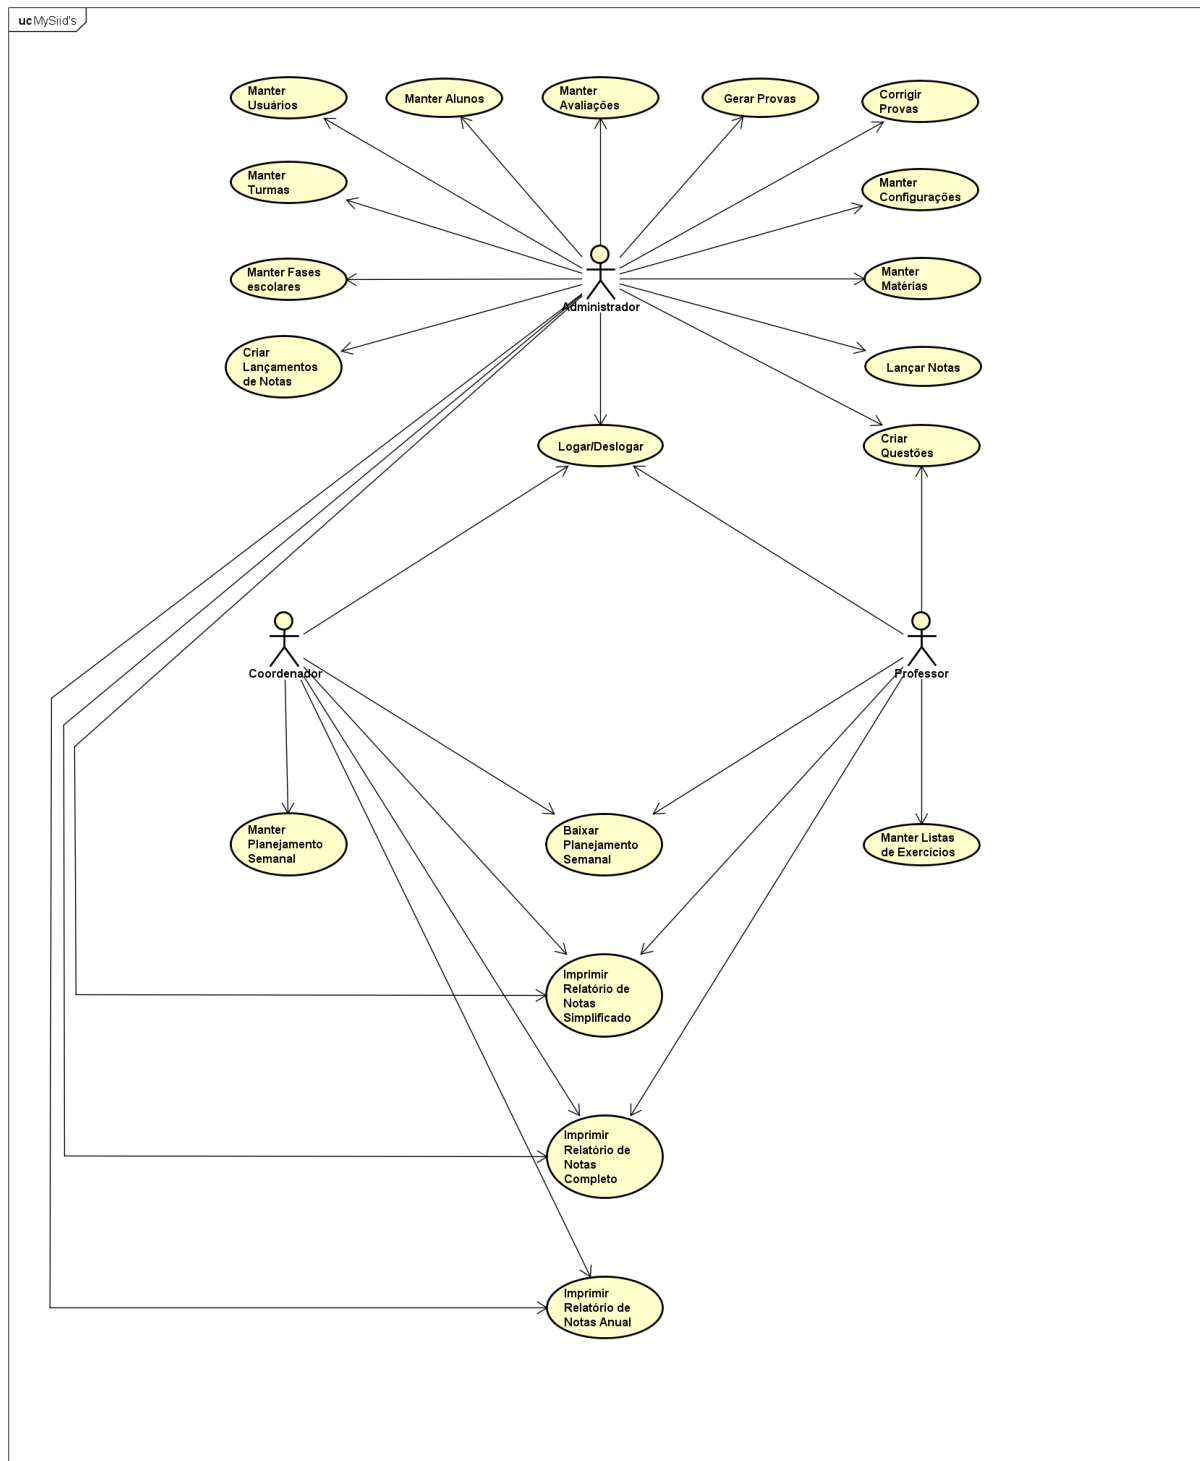 uc MySiid's
Manter
Usuários
Manter Alunos
Manter
Avaliações
Gerar Provas
Corrigir
Provas
Manter
Turmas
Manter
Configurações
Manter Fases
escolares
Administrador
Manter
Matérias
Criar
Lançamentos
de Notas
Lançar Notas
Logar/Deslogar
Criar
Questões
Coordenador
Professor
Manter
Planejamento
Semanal
Baixar
Planejamento
Semanal
Manter Listas
de Exercícios
Imprimir
Relatório de
Notas
Simplificado
Imprimir
Relatório de
Notas
Completo
Imprimir
Relatório de
Notas Anual